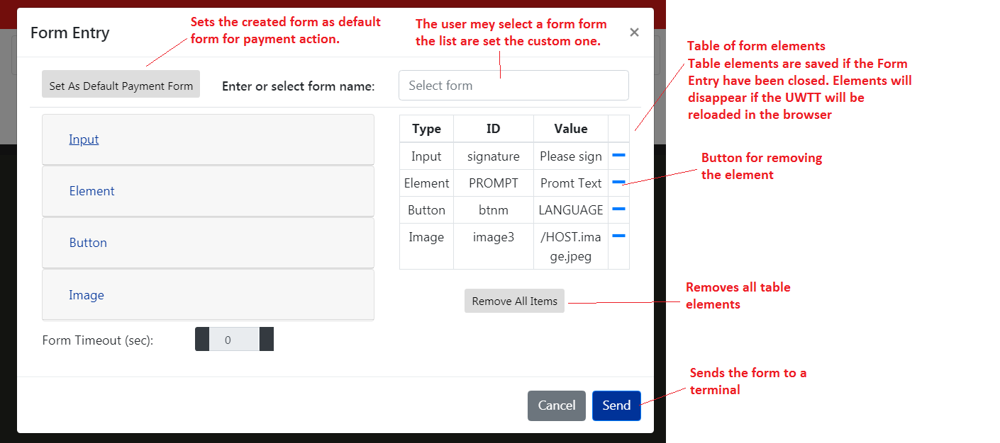 Form Entry
Sets the created form as default
form for payment action.
The user mey select a form form
the list are set the custom one.
×
Set As Default Payment Form
Enter or select form name:
Select form
Table of form elements
Table elements are saved if the Form
Entry have been closed. Elements will
disappear if the UWTT will be
reloaded in the browser
Input
Element
Button
Image
Type ID Value
Input signature Please sign
Element PROMPT Promt Text
Button btnm LANGUAGE
Image image3 /HOST.ima
ge.jpeg
Button for removing
the element
Remove All Items
Removes all table
elements
Form Timeout (sec):
0
Sends the form to a
terminal
Cancel
Send